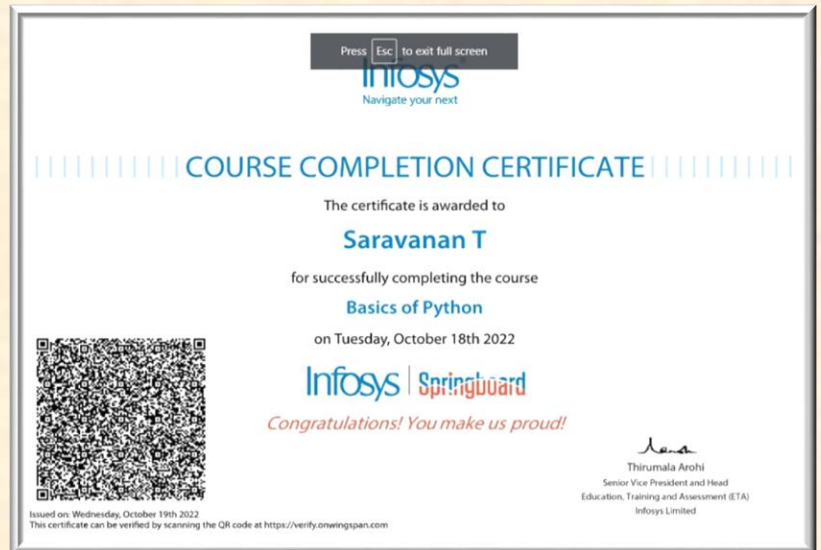 Press Esc to exit full screen
Infosys
Navigate your next
COURSE COMPLETION CERTIFICATE
The certificate is awarded to
Saravanan T
for successfully completing the course
Basics of Python
on Tuesday, October 18th 2022
Infosys | Springboard
Congratulations! You make us proud!
Thirumala Arohi
Senior Vice President and Head
Education, Training and Assessment (ETA)
Infosys Limited
Issued on: Wednesday, October 19th 2022
This certificate can be verified by scanning the QR code at https://verify.onwingspan.com